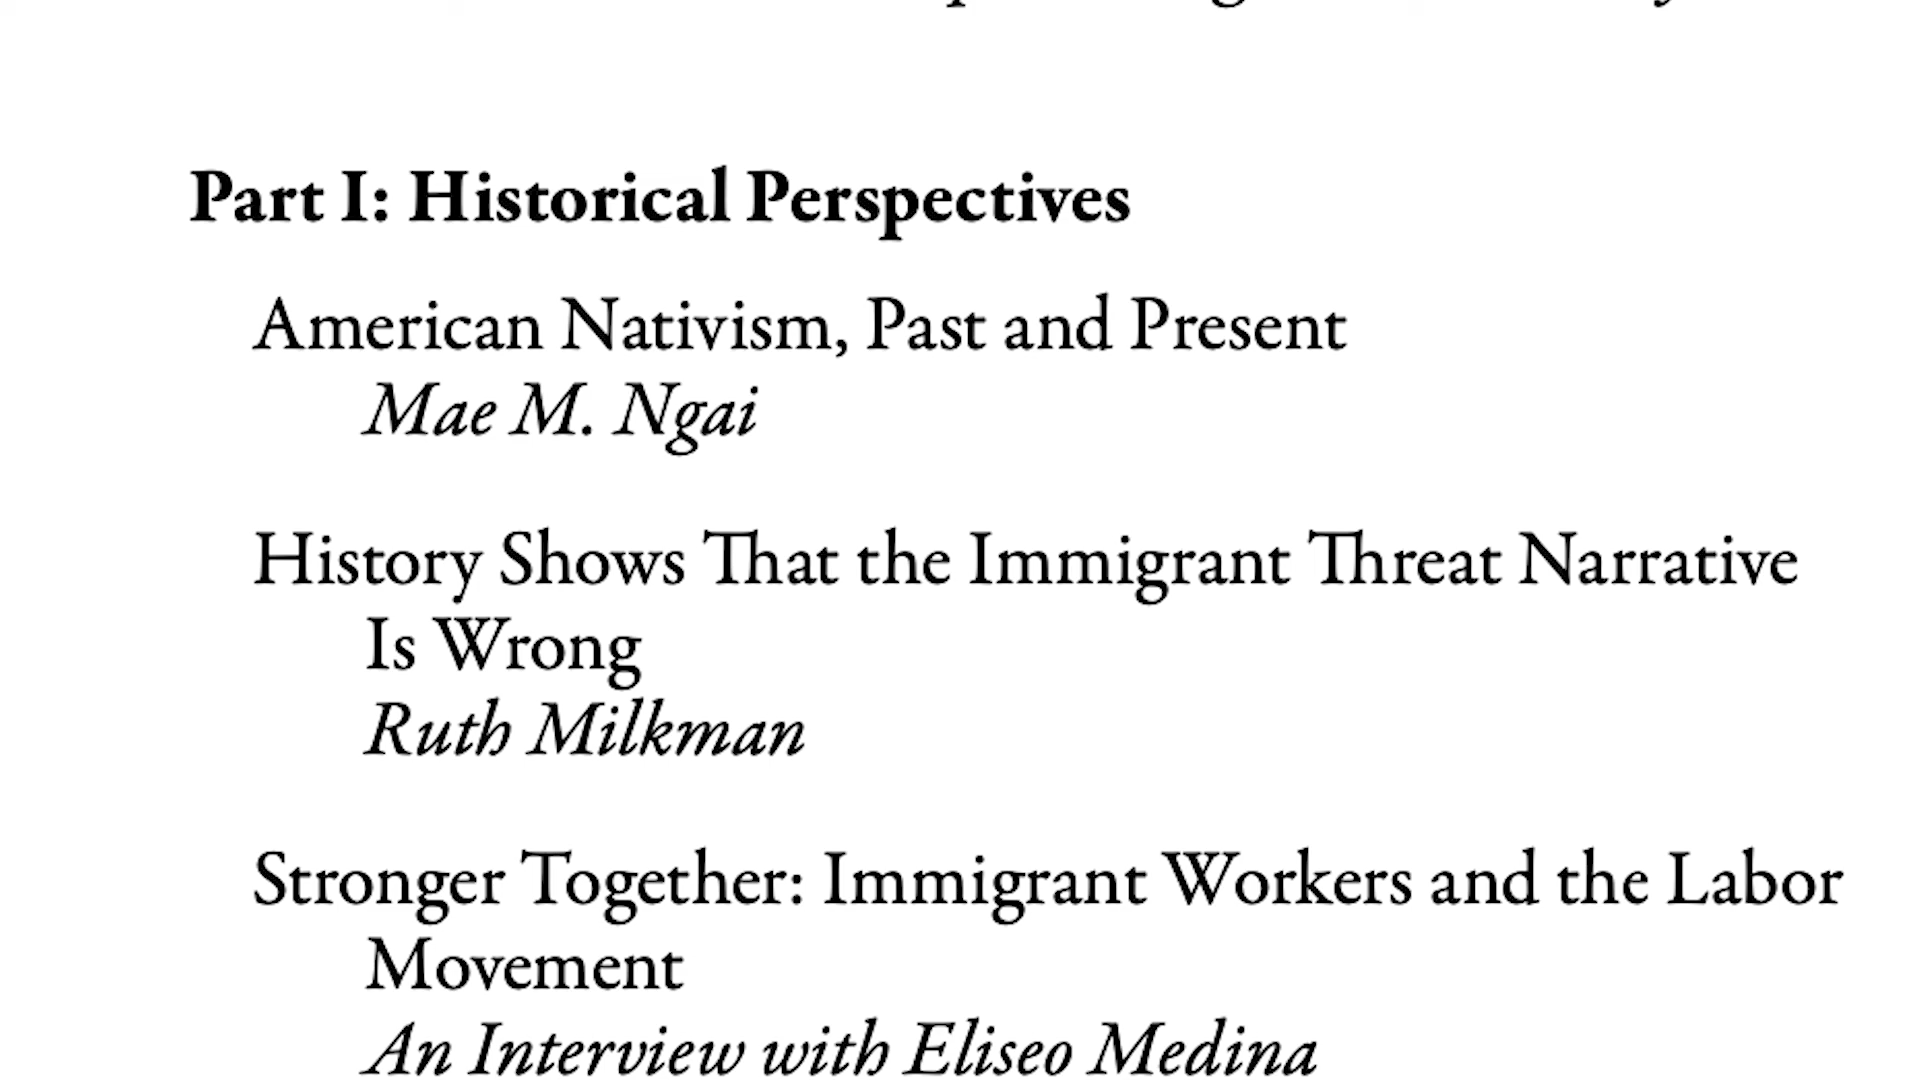 Part I: Historical Perspectives
American Nativism, Past and Present
Mae M. Ngai
History Shows That the Immigrant Threat Narrative
Is Wrong
Ruth Milkman
Stronger Together: Immigrant Workers and the Labor
Movement
An Interview with Eliseo Medina